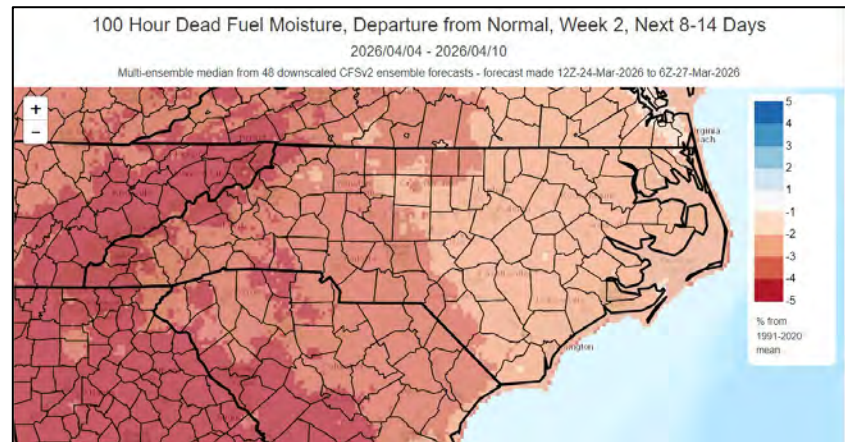 100 Hour Dead Fuel Moisture, Departure from Normal, Week 2, Next 8-14 Days
2026/04/04 - 2026/04/10
Multi-ensemble median from 48 downscaled CFSv2 ensemble forecasts - forecast made 12Z-24-Mar-2026 to 6Z-27-Mar-2026
+
−
5
4
3
2
1
-1
-2
-3
-4
-5
% from
1991-2020
mean